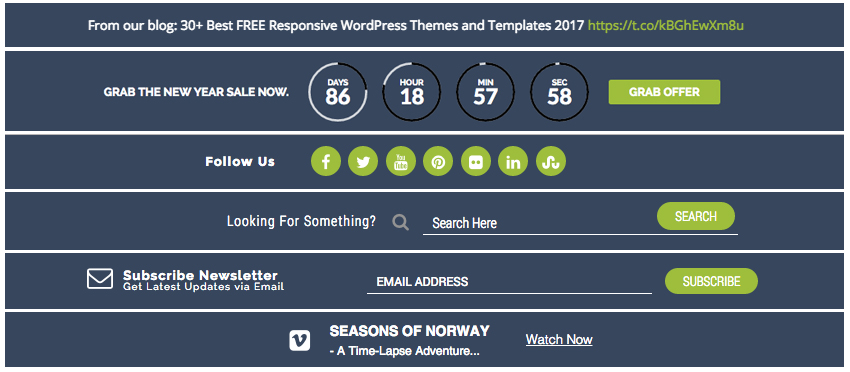 From our blog: 30+ Best FREE Responsive WordPress Themes and Templates 2017 https://t.co/kBGhEwXm8u
GRAB THE NEW YEAR SALE NOW. DAYS 86 HOUR 18 MIN 57 SEC 58 GRAB OFFER
Follow Us You Tube
Looking For Something? Search Here SEARCH
Subscribe Newsletter
Get Latest Updates via Email
EMAIL ADDRESS SUBSCRIBE
SEASONS OF NORWAY
- A Time-Lapse Adventure...
Watch Now